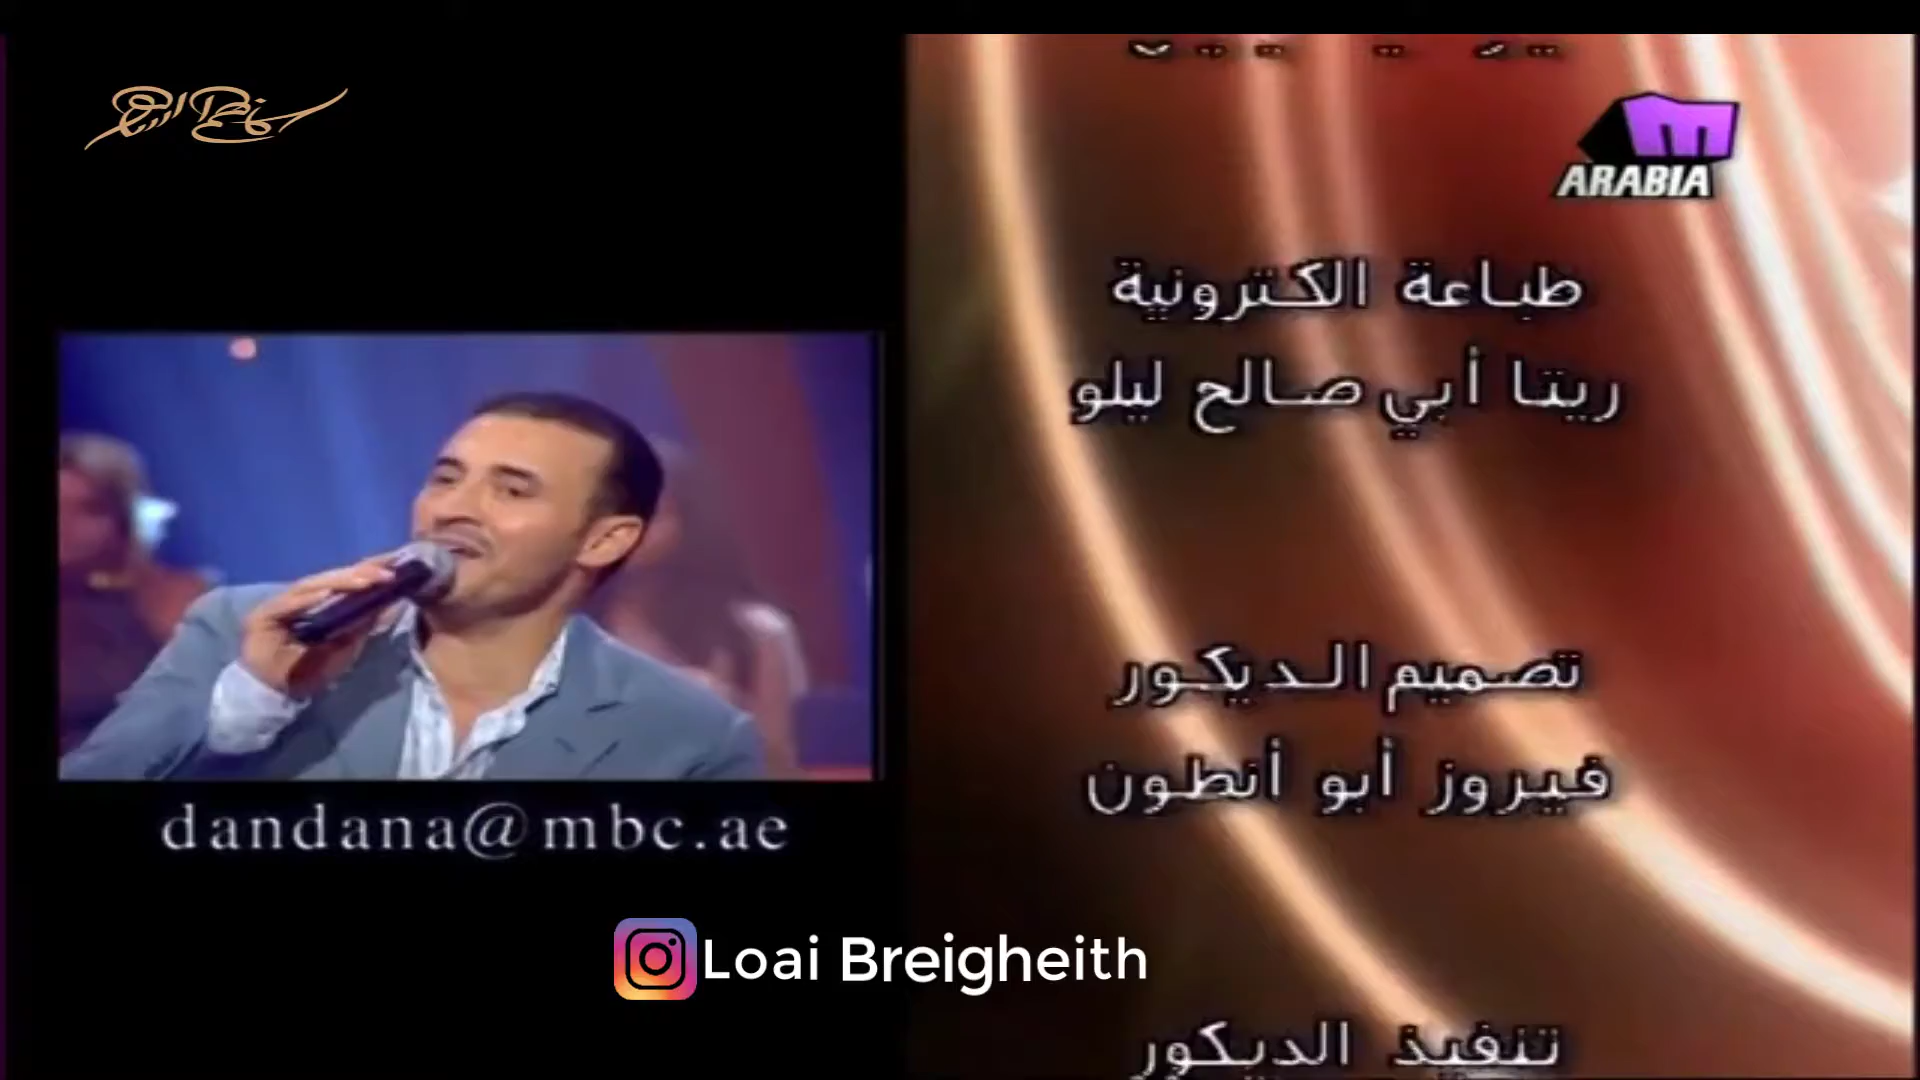 ARABIA
طباعة الكترونية
ريتا أبي صالح ليلو
تصميم الديكور
فيروز أبو أنطون
تنفيذ الديكور
dandana@mbc.ae
Loai Breigheith